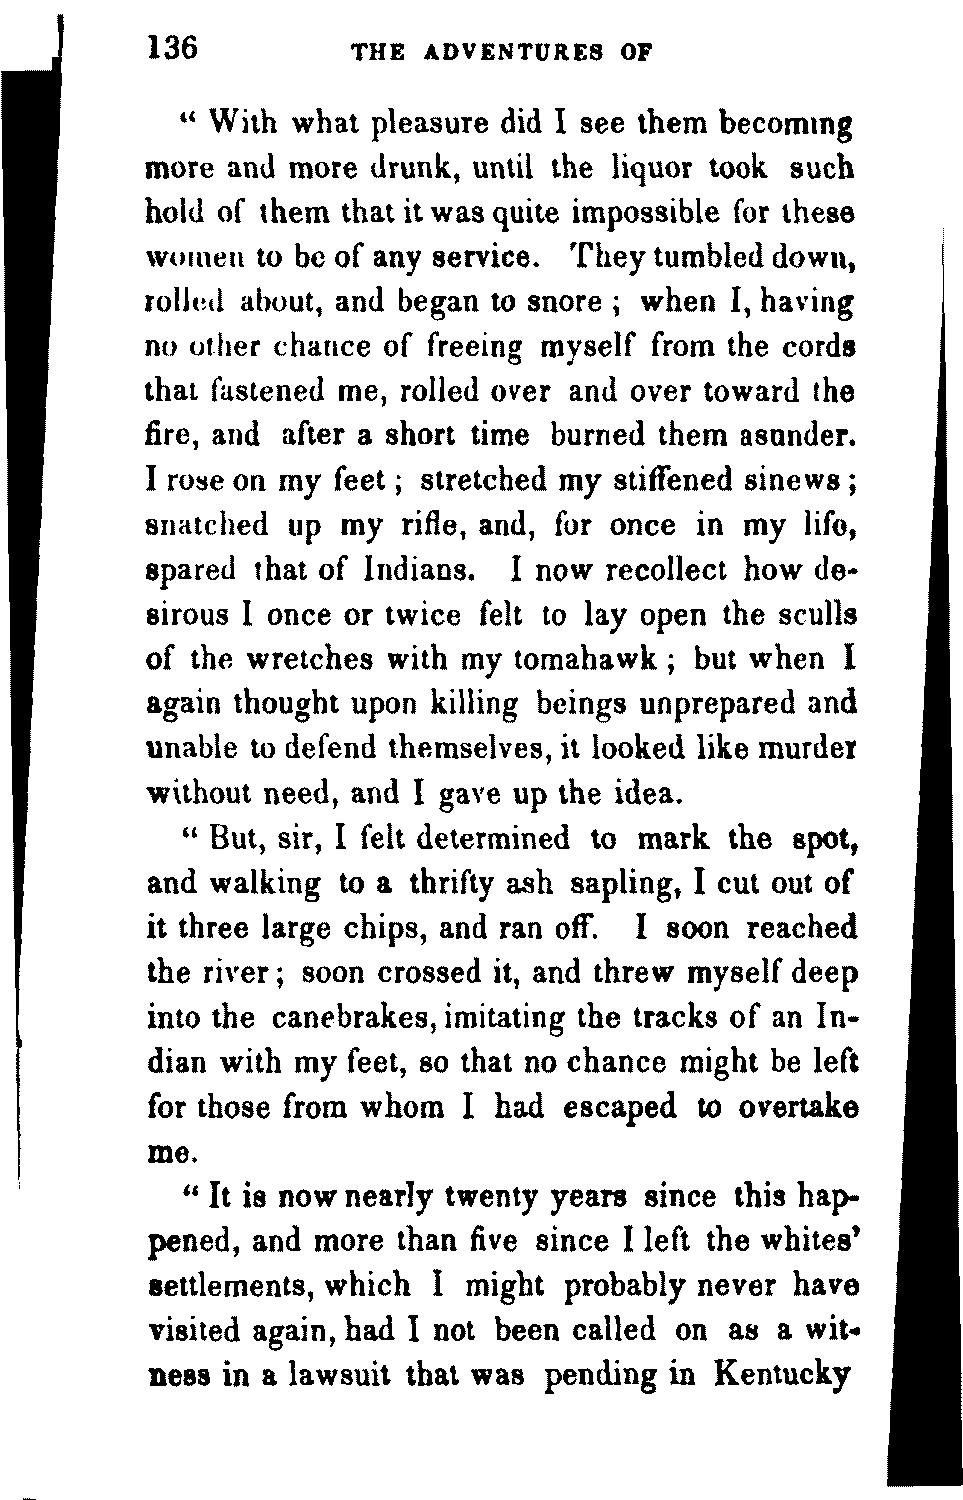 136 THE ADVENTURES OF
“ With what pleasure did I see them becoming
more and more drunk, until the liquor took such
hold of them that it was quite impossible for these
women to be of any service. They tumbled down,
rolled about, and began to snore ; when I, having
no other chance of freeing myself from the cords
that fastened me, rolled over and over toward the
fire, and after a short time burned them asunder.
I rose on my feet ; stretched my stiffened sinews ;
snatched up my rifle, and, for once in my life,
spared that of Indians. I now recollect how de-
sirous I once or twice felt to lay open the sculls
of the wretches with my tomahawk ; but when I
again thought upon killing beings unprepared and
unable to defend themselves, it looked like murder
without need, and I gave up the idea.
“ But, sir, I felt determined to mark the spot,
and walking to a thrifty ash sapling, I cut out of
it three large chips, and ran off. I soon reached
the river ; soon crossed it, and threw myself deep
into the canebrakes, imitating the tracks of an In-
dian with my feet, so that no chance might be left
for those from whom I had escaped to overtake
me.
“ It is now nearly twenty years since this hap-
pened, and more than five since I left the whites’
settlements, which I might probably never have
visited again, had I not been called on as a wit-
ness in a lawsuit that was pending in Kentucky